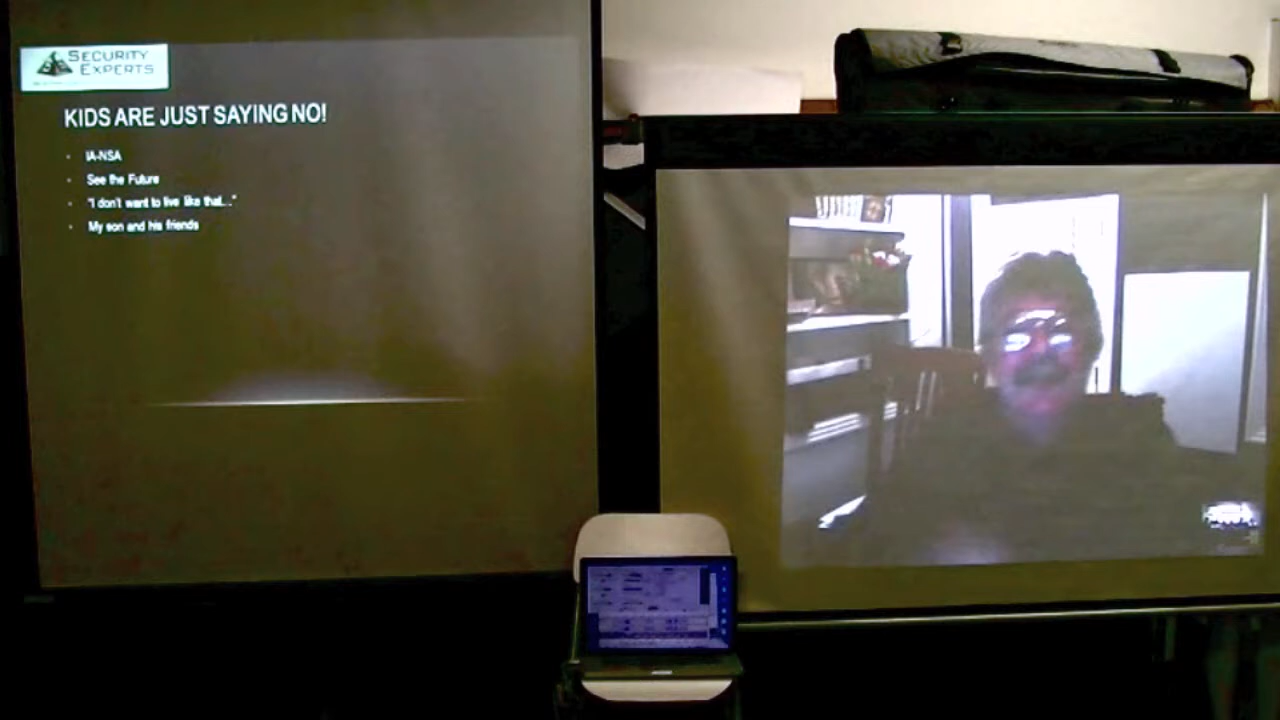 SECURITY
EXPERTS
KIDS ARE JUST SAYING NO!
IA-NSA
See the Future
"I don't want to live like that..."
My son and his friends